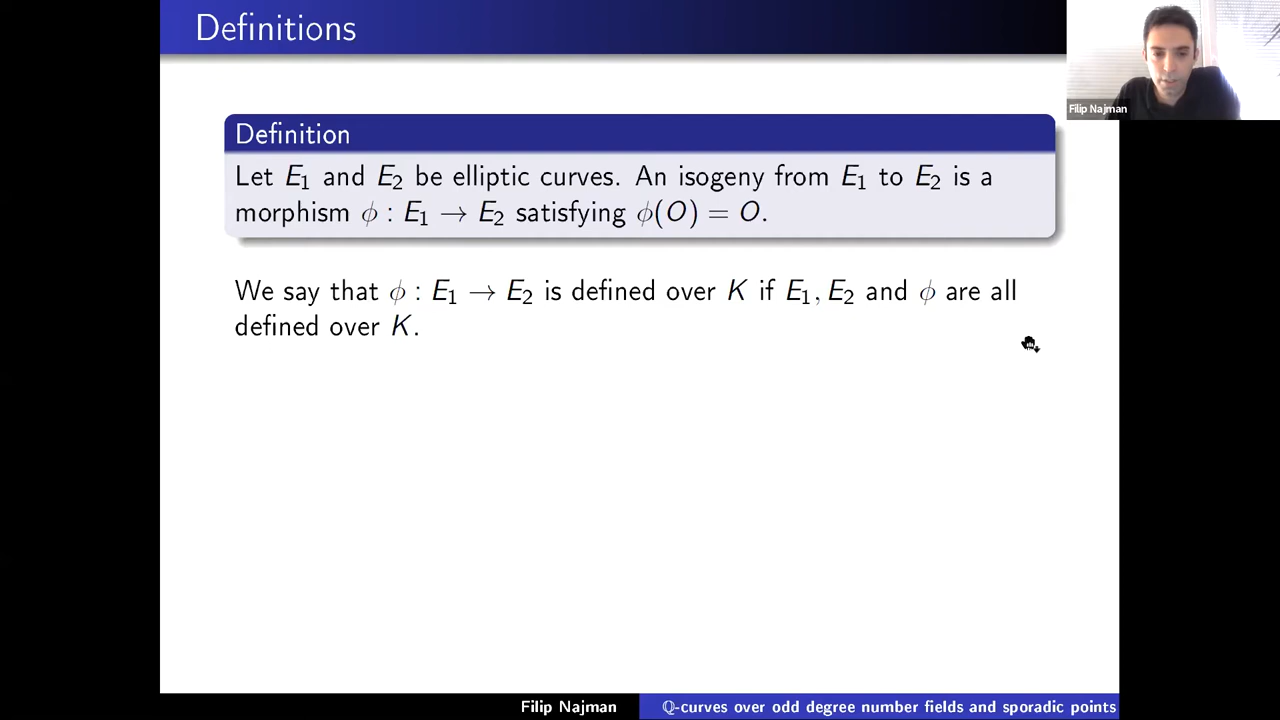 Definitions
Filip Najman
Definition
Let E₁ and E₂ be elliptic curves. An isogeny from E₁ to E₂ is a
morphism ϕ : E₁ → E₂ satisfying ϕ(O) = O.
We say that ϕ : E₁ → E₂ is defined over K if E₁, E₂ and ϕ are all
defined over K.
Filip Najman
ℚ-curves over odd degree number fields and sporadic points